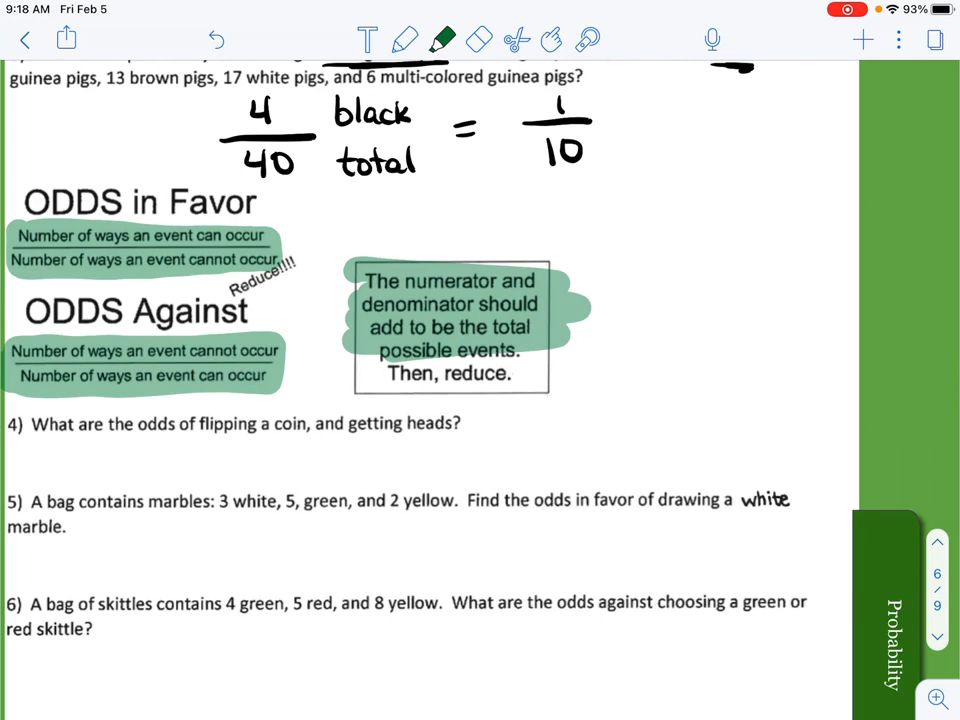 9:18 AM Fri Feb 5
93%
guinea pigs, 13 brown pigs, 17 white pigs, and 6 multi-colored guinea pigs?
4 black = 1
40 total 10
ODDS in Favor
Number of ways an event can occur
Number of ways an event cannot occur
Reduce!!!!
ODDS Against
Number of ways an event cannot occur
Number of ways an event can occur
The numerator and
denominator should
add to be the total
possible events.
Then, reduce.
4) What are the odds of flipping a coin, and getting heads?
5) A bag contains marbles: 3 white, 5, green, and 2 yellow. Find the odds in favor of drawing a white
marble.
6) A bag of skittles contains 4 green, 5 red, and 8 yellow. What are the odds against choosing a green or
red skittle?
Probability
6
/
9